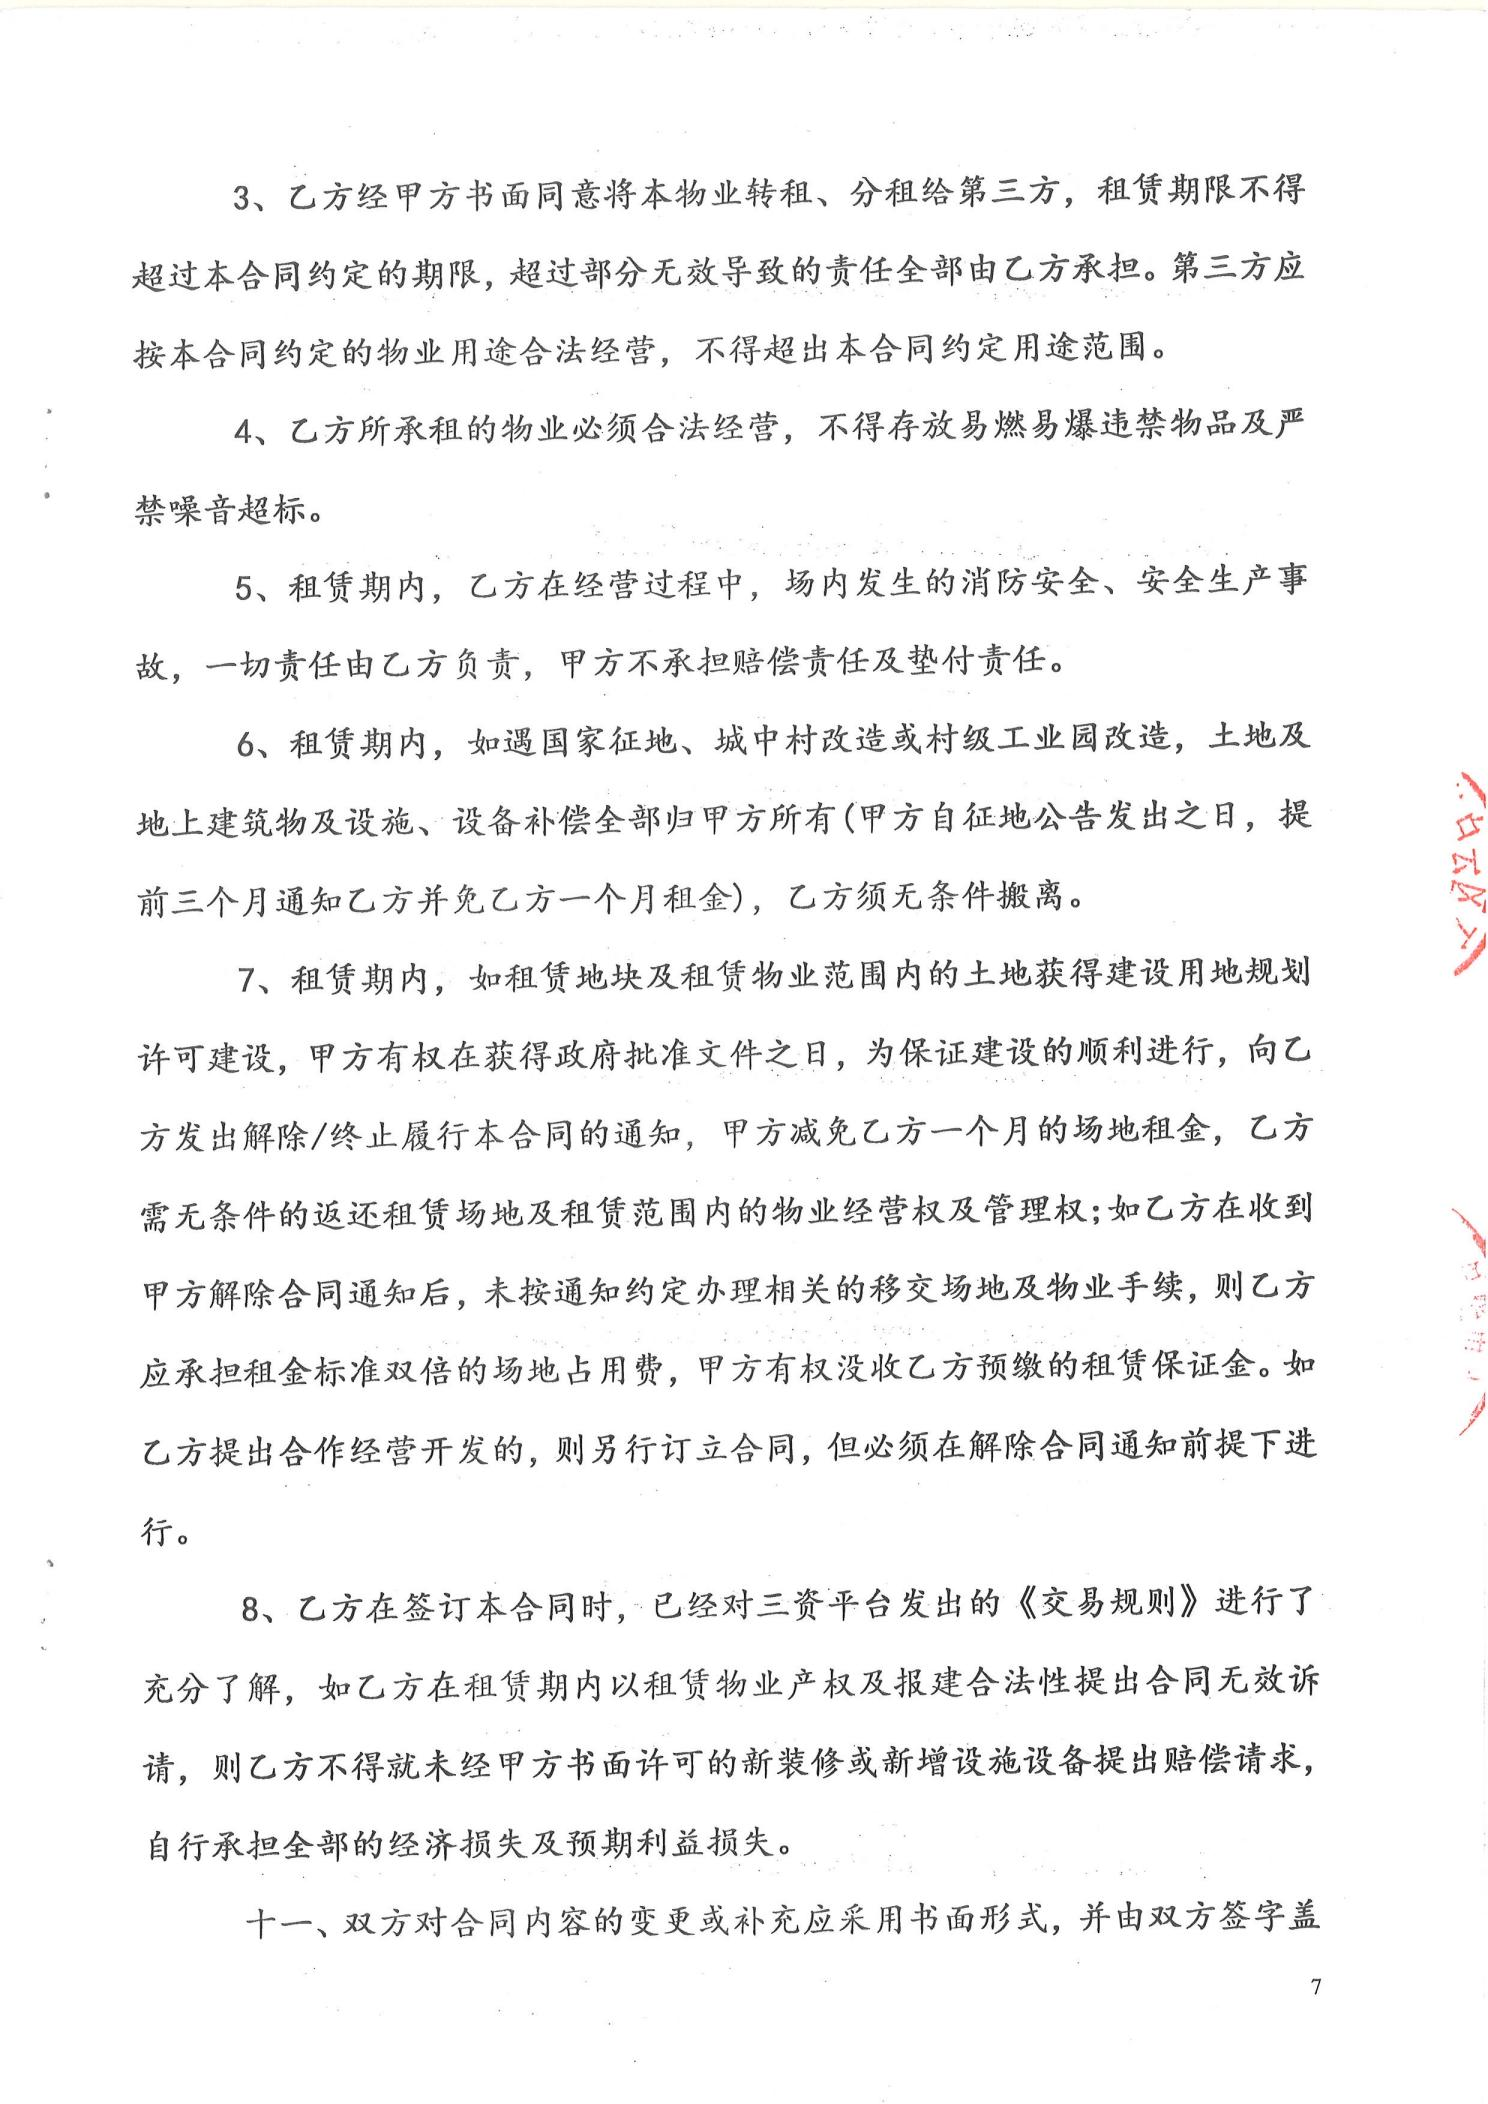 3、乙方经甲方书面同意将本物业转租、分租给第三方，租赁期限不得
超过本合同约定的期限，超过部分无效导致的责任全部由乙方承担。第三方应
按本合同约定的物业用途合法经营，不得超出本合同约定用途范围。
4、乙方所承租的物业必须合法经营，不得存放易燃易爆违禁物品及严
禁噪音超标。
5、租赁期内，乙方在经营过程中，场内发生的消防安全、安全生产事
故，一切责任由乙方负责，甲方不承担赔偿责任及垫付责任。
6、租赁期内，如遇国家征地、城中村改造或村级工业园改造，土地及
地上建筑物及设施、设备补偿全部归甲方所有(甲方自征地公告发出之日，提
前三个月通知乙方并免乙方一个月租金)，乙方须无条件搬离。
7、租赁期内，如租赁地块及租赁物业范围内的土地获得建设用地规划
许可建设，甲方有权在获得政府批准文件之日，为保证建设的顺利进行，向乙
方发出解除/终止履行本合同的通知，甲方减免乙方一个月的场地租金，乙方
需无条件的返还租赁场地及租赁范围内的物业经营权及管理权;如乙方在收到
甲方解除合同通知后，未按通知约定办理相关的移交场地及物业手续，则乙方
应承担租金标准双倍的场地占用费，甲方有权没收乙方预缴的租赁保证金。如
乙方提出合作经营开发的，则另行订立合同，但必须在解除合同通知前提下进
行。
8、乙方在签订本合同时，已经对三资平台发出的《交易规则》进行了
充分了解，如乙方在租赁期内以租赁物业产权及报建合法性提出合同无效诉
请，则乙方不得就未经甲方书面许可的新装修或新增设施设备提出赔偿请求，
自行承担全部的经济损失及预期利益损失。
十一、双方对合同内容的变更或补充应采用书面形式，并由双方签字盖
7